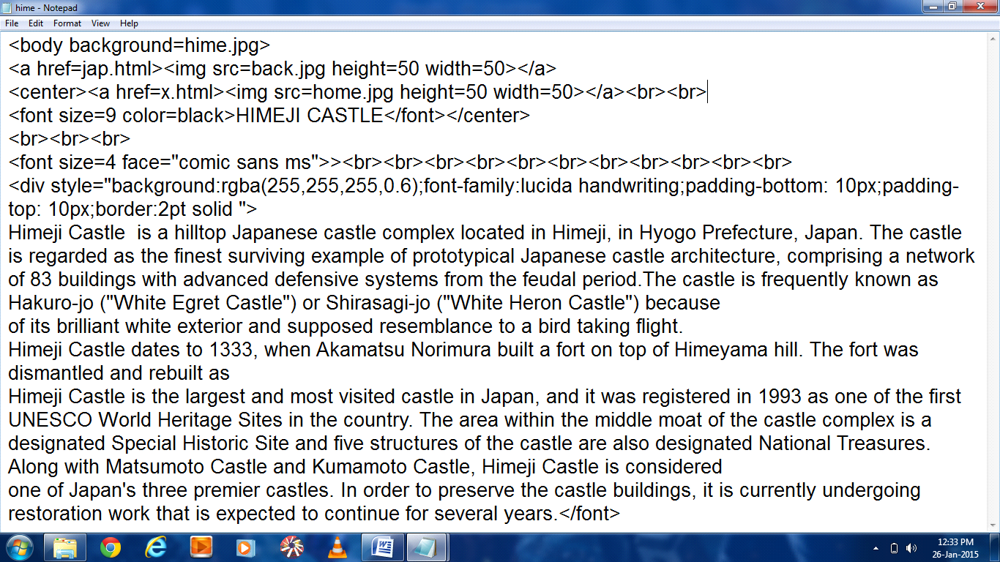 hime - Notepad
File Edit Format View Help
<body background=hime.jpg>
<a href=jap.html><img src=back.jpg height=50 width=50></a>
<center><a href=x.html><img src=home.jpg height=50 width=50></a><br><br>
<font size=9 color=black>HIMEJI CASTLE</font></center>
<br><br><br>
<font size=4 face="comic sans ms">><br><br><br><br><br><br><br><br><br><br><br>
<div style="background:rgba(255,255,255,0.6);font-family:lucida handwriting;padding-bottom: 10px;padding-
top: 10px;border:2pt solid ">
Himeji Castle  is a hilltop Japanese castle complex located in Himeji, in Hyogo Prefecture, Japan. The castle
is regarded as the finest surviving example of prototypical Japanese castle architecture, comprising a network
of 83 buildings with advanced defensive systems from the feudal period.The castle is frequently known as
Hakuro-jo ("White Egret Castle") or Shirasagi-jo ("White Heron Castle") because
of its brilliant white exterior and supposed resemblance to a bird taking flight.
Himeji Castle dates to 1333, when Akamatsu Norimura built a fort on top of Himeyama hill. The fort was
dismantled and rebuilt as
Himeji Castle is the largest and most visited castle in Japan, and it was registered in 1993 as one of the first
UNESCO World Heritage Sites in the country. The area within the middle moat of the castle complex is a
designated Special Historic Site and five structures of the castle are also designated National Treasures.
Along with Matsumoto Castle and Kumamoto Castle, Himeji Castle is considered
one of Japan's three premier castles. In order to preserve the castle buildings, it is currently undergoing
restoration work that is expected to continue for several years.</font>
12:33 PM
26-Jan-2015